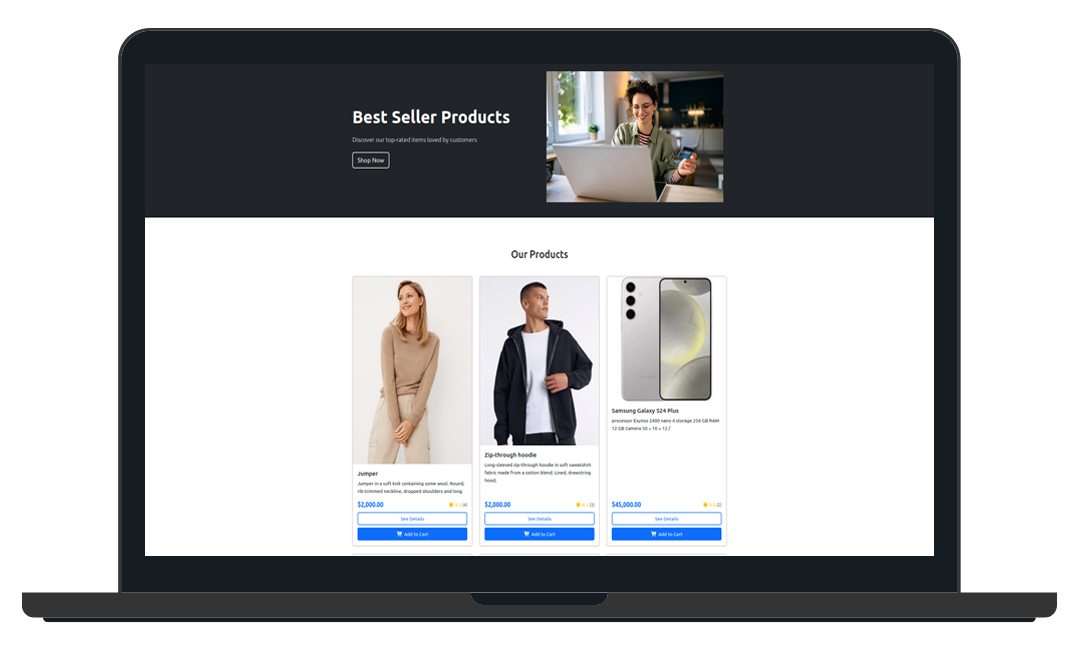 Best Seller Products
Discover our top-rated items loved by customers
Shop Now
Our Products
Jumper
Jumper in a soft knit containing some wool, Round,
rib-trimmed neckline, dropped shoulders and long
$2,000.00
(4)
See Details
Add to Cart
Zip-through hoodie
Long-sleeved zip-through hoodie in soft sweatshirt
fabric made from a cotton blend. Lined, drawstring
hood,
$2,000.00
(3)
See Details
Add to Cart
Samsung Galaxy S24 Plus
processor Exynos 2400 nano 4 storage 250 GB RAM
12 GB Camera 50 + 10 + 12 /
$45,000.00
(2)
See Details
Add to Cart